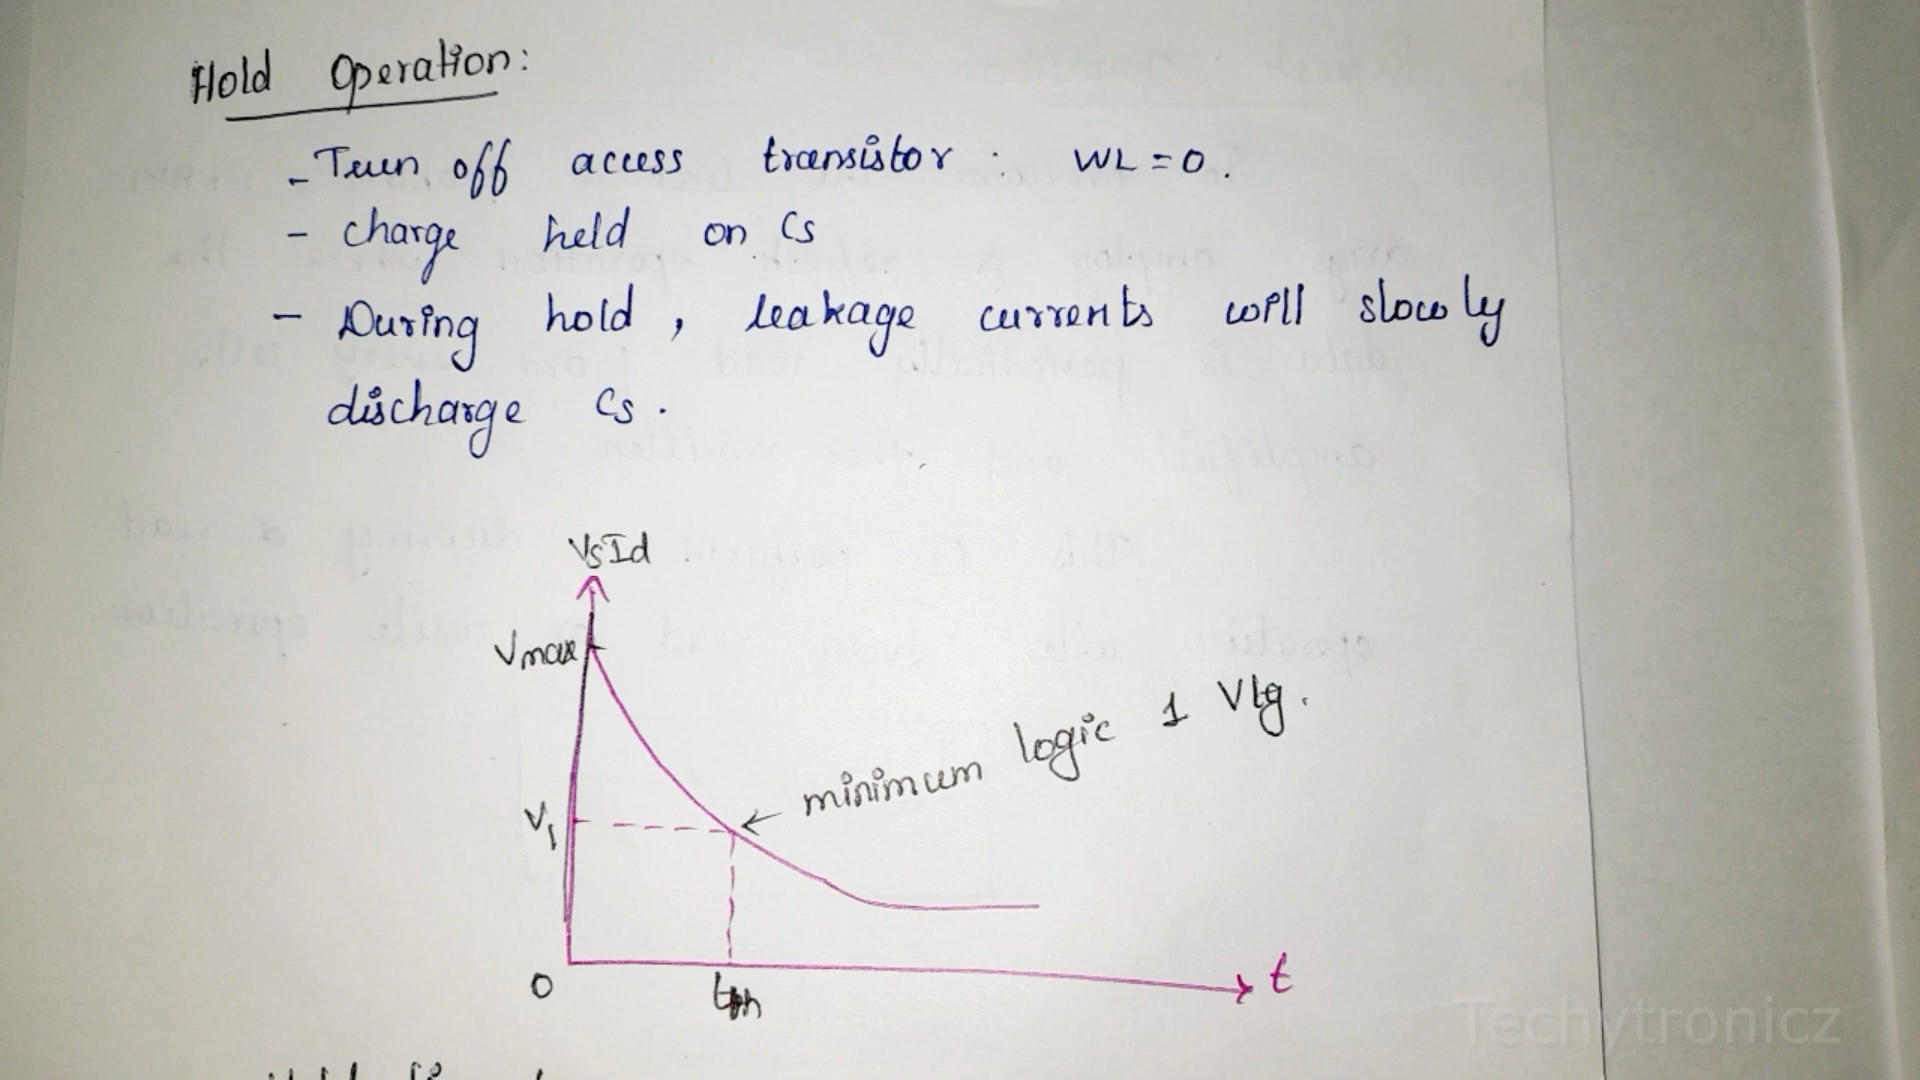 Hold Operation:
- Turn off access transistor : WL = 0.
- charge held on Cs
- During hold, leakage currents will slowly
discharge Cs.
VsId
Vmax
minimum logic 1 Vlg.
V1
0
t
Techytronicz